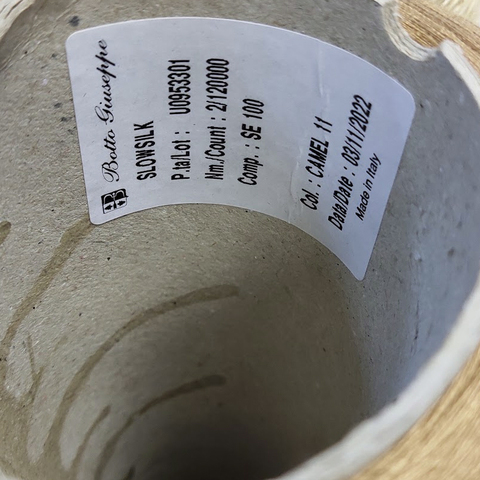 Botto Giuseppe
SLOWSILK
P.ta/Lot : U0953301
Nm./Count : 2/120000
Comp. : SE 100
Col. : CAMEL 11
Data/Date : 03/11/2022
Made in Italy